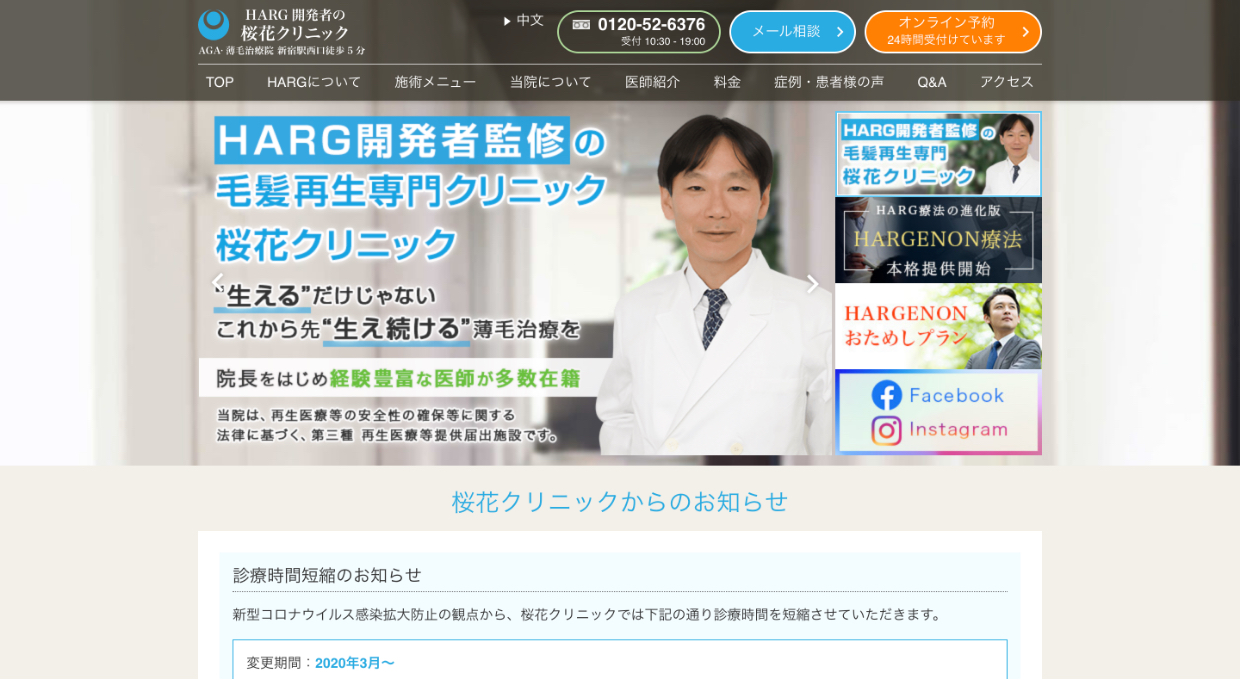 HARG 開発者の
桜花クリニック
AGA·薄毛治療院 新宿駅西口徒歩5分
中文
0120-52-6376
受付 10:30 - 19:00
メール相談
オンライン予約
24時間受付けています
TOP HARGについて 施術メニュー 当院について 医師紹介 料金 症例・患者様の声 Q&A アクセス
HARG開発者監修の
毛髪再生専門クリニック
桜花クリニック
“生える”だけじゃない
これから先“生え続ける”薄毛治療を
院長をはじめ経験豊富な医師が多数在籍
当院は、再生医療等の安全性の確保等に関する
法律に基づく、第三種 再生医療等提供届出施設です。
HARG開発者監修の
毛髪再生専門
桜花クリニック
HARG療法の進化版
HARGENON療法
本格提供開始
HARGENON
おためしプラン
Facebook
Instagram
桜花クリニックからのお知らせ
診療時間短縮のお知らせ
新型コロナウイルス感染拡大防止の観点から、桜花クリニックでは下記の通り診療時間を短縮させていただきます。
変更期間：2020年3月〜